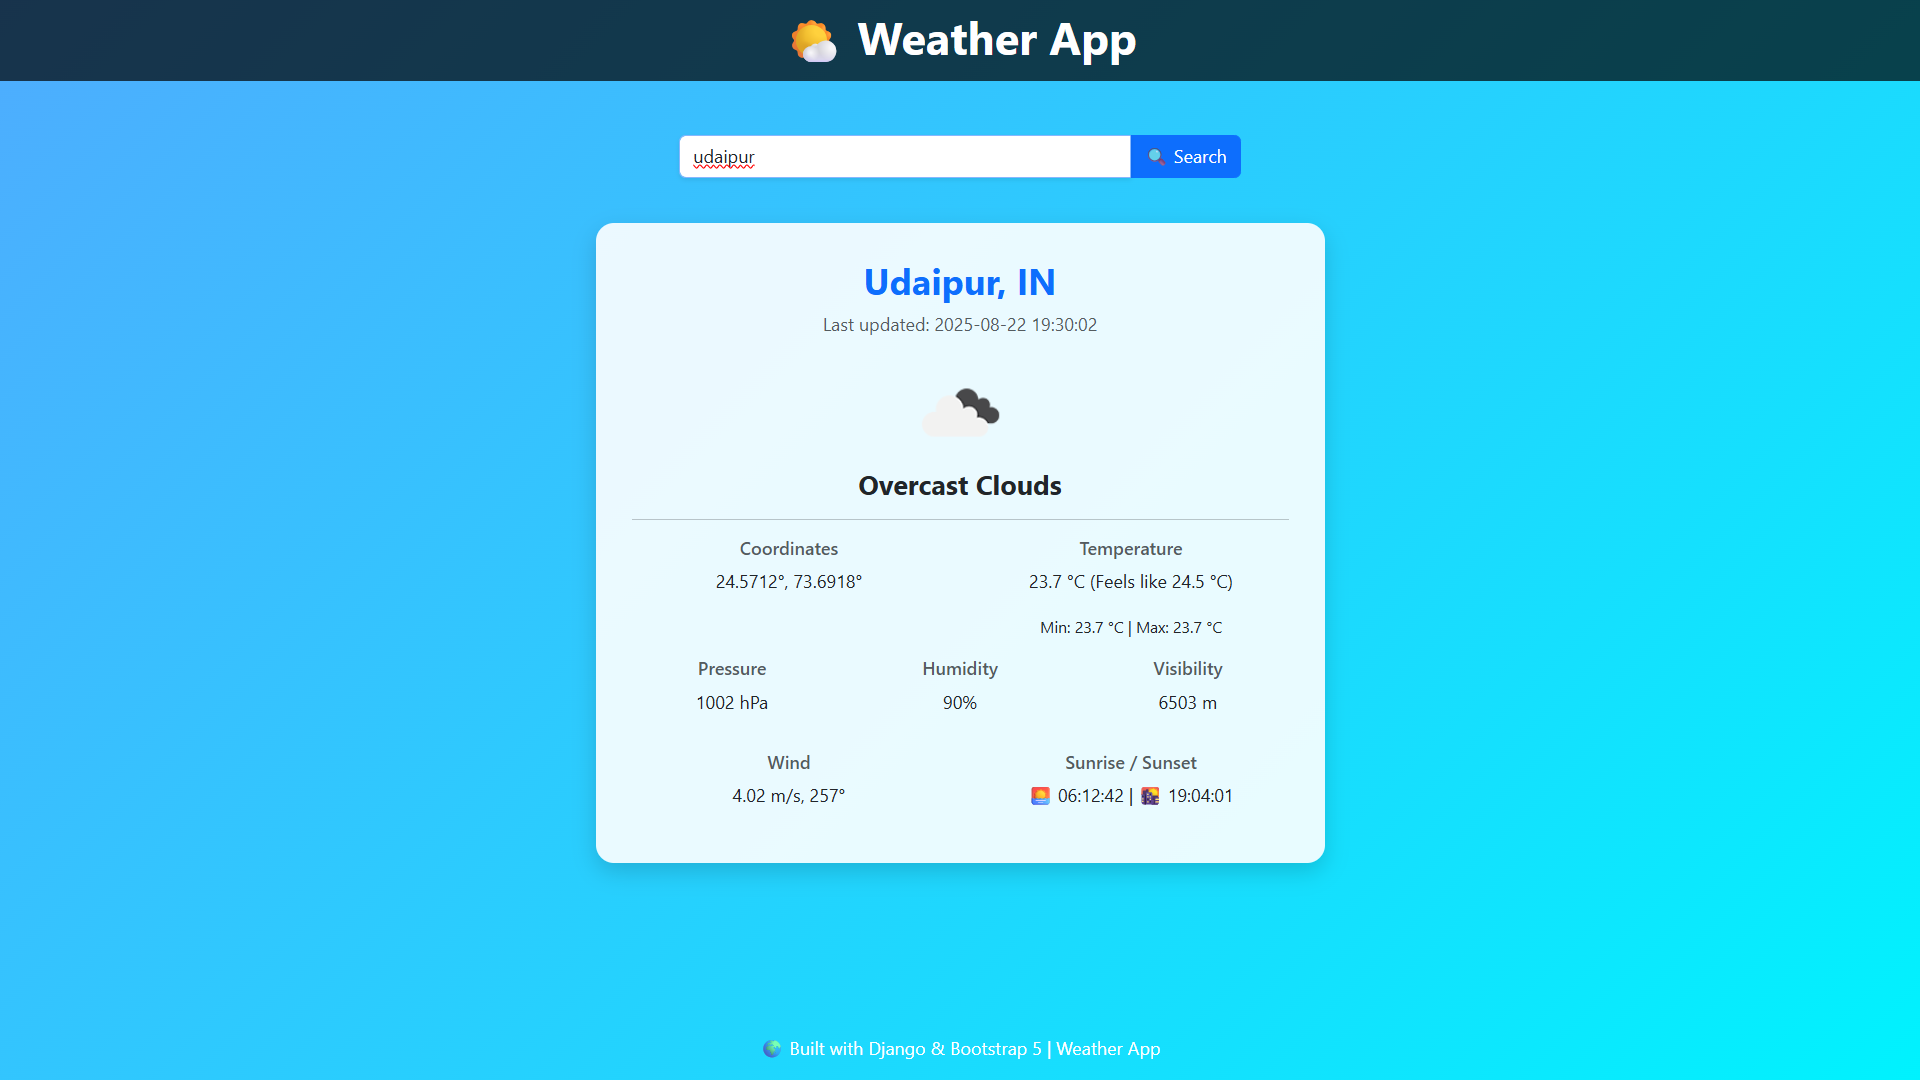 Weather App
udaipur
Search
Udaipur, IN
Last updated: 2025-08-22 19:30:02
Overcast Clouds
Coordinates
24.5712°, 73.6918°
Temperature
23.7 °C (Feels like 24.5 °C)
Min: 23.7 °C | Max: 23.7 °C
Pressure
1002 hPa
Humidity
90%
Visibility
6503 m
Wind
4.02 m/s, 257°
Sunrise / Sunset
06:12:42 | 19:04:01
Built with Django & Bootstrap 5 | Weather App